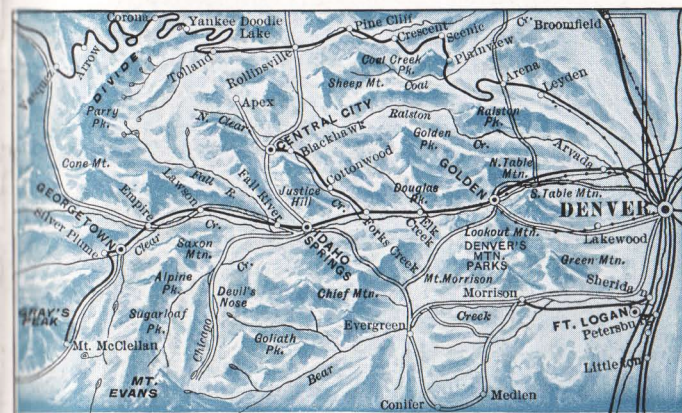 Corona
Yankee Doodle
Lake
Pine Cliff
Crescent
Scenic
Cr.
Broomfield
Arrow
DIVIDE
Tolland
Rollinsville
Coal Creek
Pk.
Plainview
Sheep Mt.
Coal
Arena
Leyden
Parry
Pk.
Apex
N. Clear
CENTRAL CITY
Blackhawk
Ralston
Cr.
Golden
Pk.
Ralston
Pk.
Arvada
Cone Mt.
Fall R.
Fall River
Justice
Hill
Cottonwood
Cr.
Douglas
Pk.
GOLDEN
N. Table
Mtn.
S. Table Mtn.
DENVER
GEORGETOWN
Empire
Lawson
Cr.
Silver Plume
Clear
Saxon
Mtn.
IDAHO
SPRINGS
Forks Creek
Elk
Creek
Lookout Mtn.
DENVER'S
MTN.
PARKS
Lakewood
Green Mtn.
Alpine
Pk.
Cr.
Devil's
Nose
Chief Mtn.
Mt. Morrison
Morrison
Sheridan
GRAY'S
PEAK
Sugarloaf
Pk.
Chicago
Goliath
Pk.
Evergreen
Creek
FT. LOGAN
Petersbu
Mt. McClellan
MT.
EVANS
Bear
Littleton
Conifer
Medlen